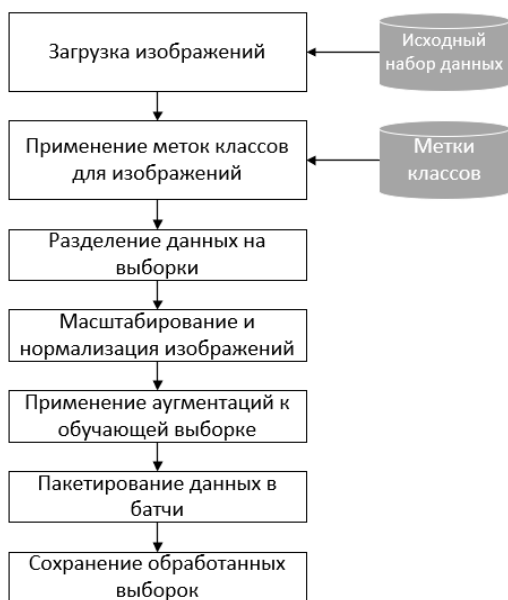 Загрузка изображений
Исходный
набор данных
Применение меток классов
для изображений
Метки
классов
Разделение данных на
выборки
Масштабирование и
нормализация изображений
Применение аугментаций к
обучающей выборке
Пакетирование данных в
батчи
Сохранение обработанных
выборок